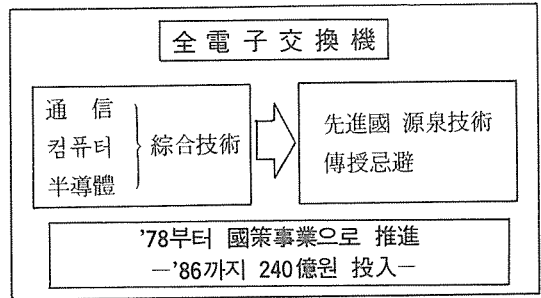 全電子交換機
通信
컴퓨터
半導體
綜合技術
先進國 源泉技術
傳授忌避
'78부터 國策事業으로 推進
—'86까지 240億원 投入—